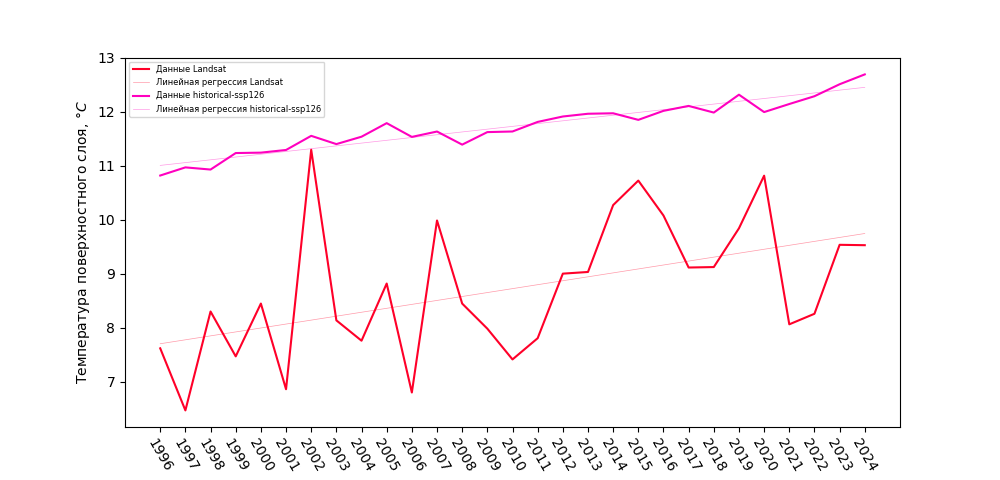 Данные Landsat
Линейная регрессия Landsat
Данные historical-ssp126
Линейная регрессия historical-ssp126
Температура поверхностного слоя, °C
13
12
11
10
9
8
7
1996 1997 1998 1999 2000 2001 2002 2003 2004 2005 2006 2007 2008 2009 2010 2011 2012 2013 2014 2015 2016 2017 2018 2019 2020 2021 2022 2023 2024